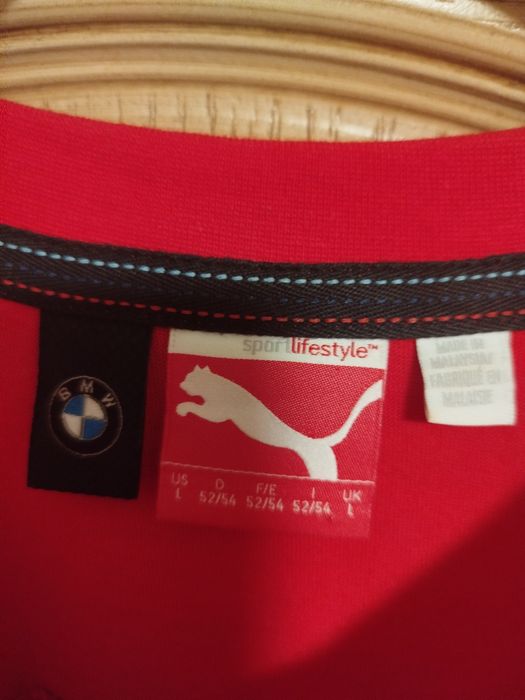 BMW
sportlifestyle™
US D F/E I UK
L 52/54 52/54 52/54 L
MADE IN
MALAYSIA/
FABRIQUÉ EN
MALAISIE